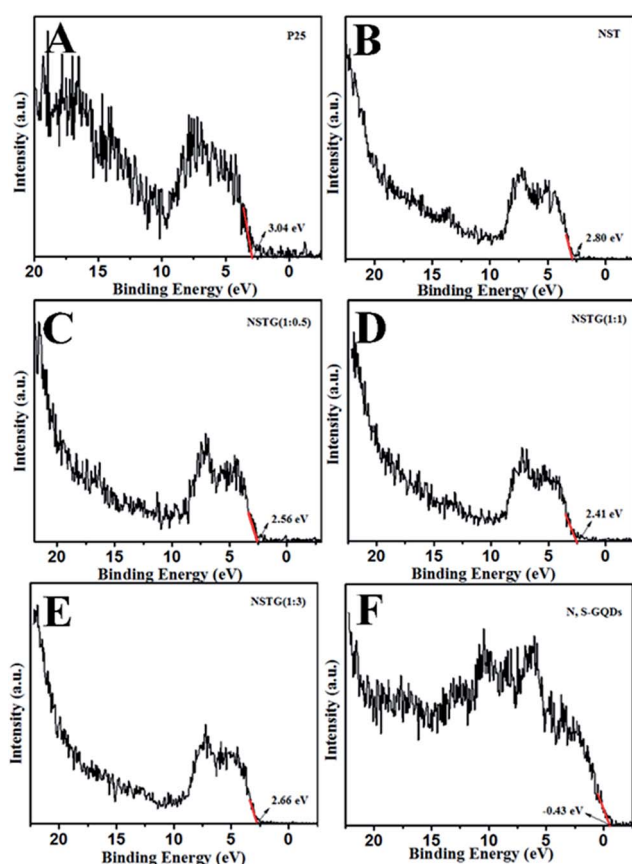 A
P25
3.04 eV
Intensity (a.u.)
20 15 10 5 0
Binding Energy (eV)
B
NST
2.80 eV
Intensity (a.u.)
20 15 10 5 0
Binding Energy (eV)
C
NSTG(1:0.5)
2.56 eV
Intensity (a.u.)
20 15 10 5 0
Binding Energy (eV)
D
NSTG(1:1)
2.41 eV
Intensity (a.u.)
20 15 10 5 0
Binding Energy (eV)
E
NSTG(1:3)
2.66 eV
Intensity (a.u.)
20 15 10 5 0
Binding Energy (eV)
F
N, S-GQDs
-0.43 eV
Intensity (a.u.)
20 15 10 5 0
Binding Energy (eV)